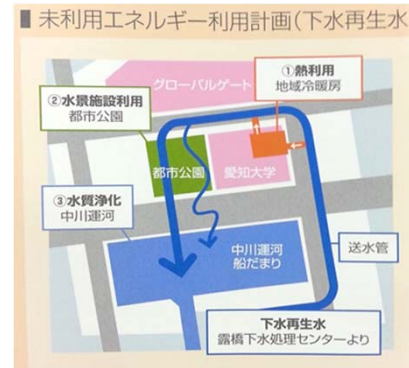 ■ 未利用エネルギー利用計画(下水再生水
グローバルゲート
①熱利用
地域冷暖房
②水景施設利用
都市公園
都市公園
愛知大学
③水質浄化
中川運河
中川運河
船だまり
送水管
下水再生水
露橋下水処理センターより